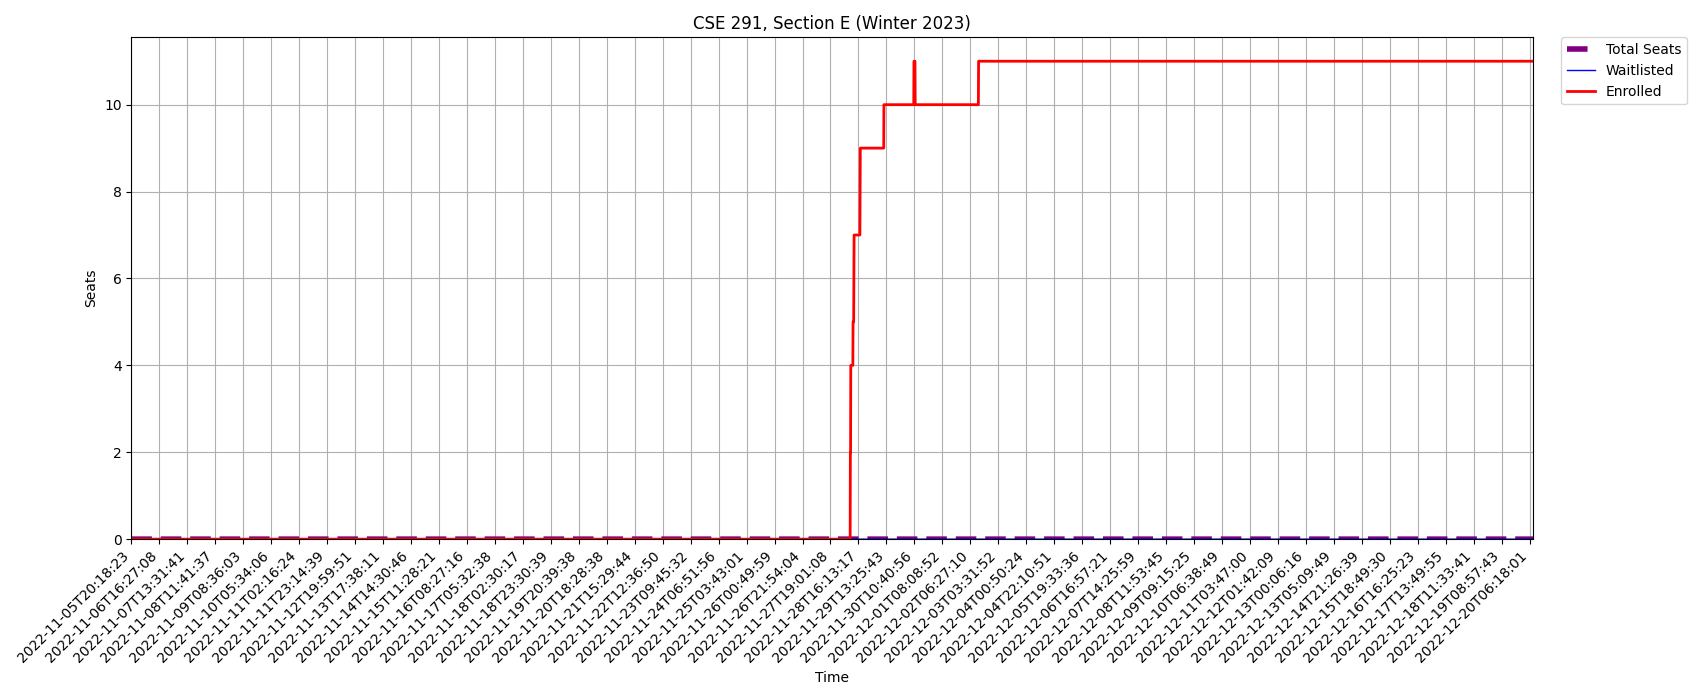 CSE 291, Section E (Winter 2023)
Total Seats
Waitlisted
Enrolled
Seats
10
8
6
4
2
0
2022-11-05T20:18:23
2022-11-06T16:27:08
2022-11-07T13:31:41
2022-11-08T11:41:37
2022-11-09T08:36:03
2022-11-10T05:34:06
2022-11-11T02:16:24
2022-11-11T23:14:39
2022-11-12T19:59:51
2022-11-13T17:38:11
2022-11-14T14:30:46
2022-11-15T11:28:21
2022-11-16T08:27:16
2022-11-17T05:32:38
2022-11-18T02:30:17
2022-11-18T23:30:39
2022-11-19T20:39:38
2022-11-20T18:28:38
2022-11-21T15:29:44
2022-11-22T12:36:50
2022-11-23T09:45:32
2022-11-24T06:51:56
2022-11-25T03:43:01
2022-11-26T00:49:59
2022-11-26T21:54:04
2022-11-27T19:01:08
2022-11-28T16:13:17
2022-11-29T13:25:43
2022-11-30T10:40:56
2022-12-01T08:08:52
2022-12-02T06:27:10
2022-12-03T03:31:52
2022-12-04T00:50:24
2022-12-04T22:10:51
2022-12-05T19:33:36
2022-12-06T16:57:21
2022-12-07T14:25:59
2022-12-08T11:53:45
2022-12-09T09:15:25
2022-12-10T06:38:49
2022-12-11T03:47:00
2022-12-12T01:42:09
2022-12-13T00:06:16
2022-12-13T05:09:49
2022-12-14T21:26:39
2022-12-15T18:49:30
2022-12-16T16:25:23
2022-12-17T13:49:55
2022-12-18T11:33:41
2022-12-19T08:57:43
2022-12-20T06:18:01
Time